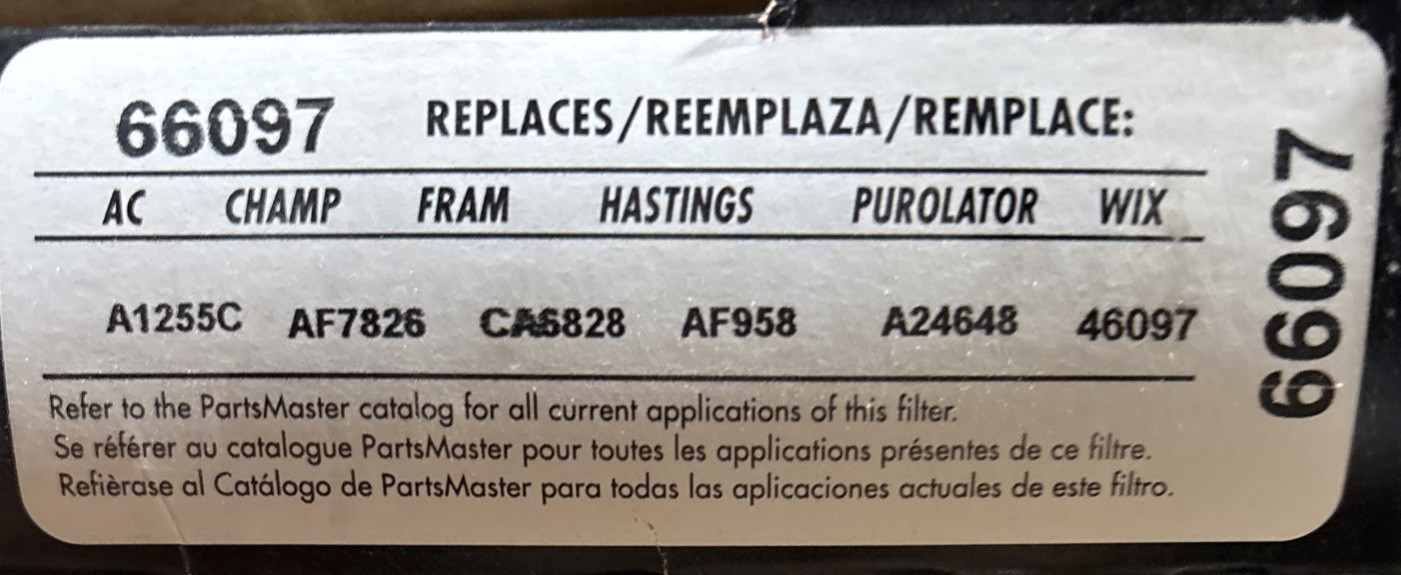 66097 REPLACES/REEMPLAZA/REMPLACE:
AC CHAMP FRAM HASTINGS PUROLATOR WIX
A1255C AF7826 CA6828 AF958 A24648 46097
Refer to the PartsMaster catalog for all current applications of this filter.
Se référer au catalogue PartsMaster pour toutes les applications présentes de ce filtre.
Refièrase al Catálogo de PartsMaster para todas las aplicaciones actuales de este filtro.
66097